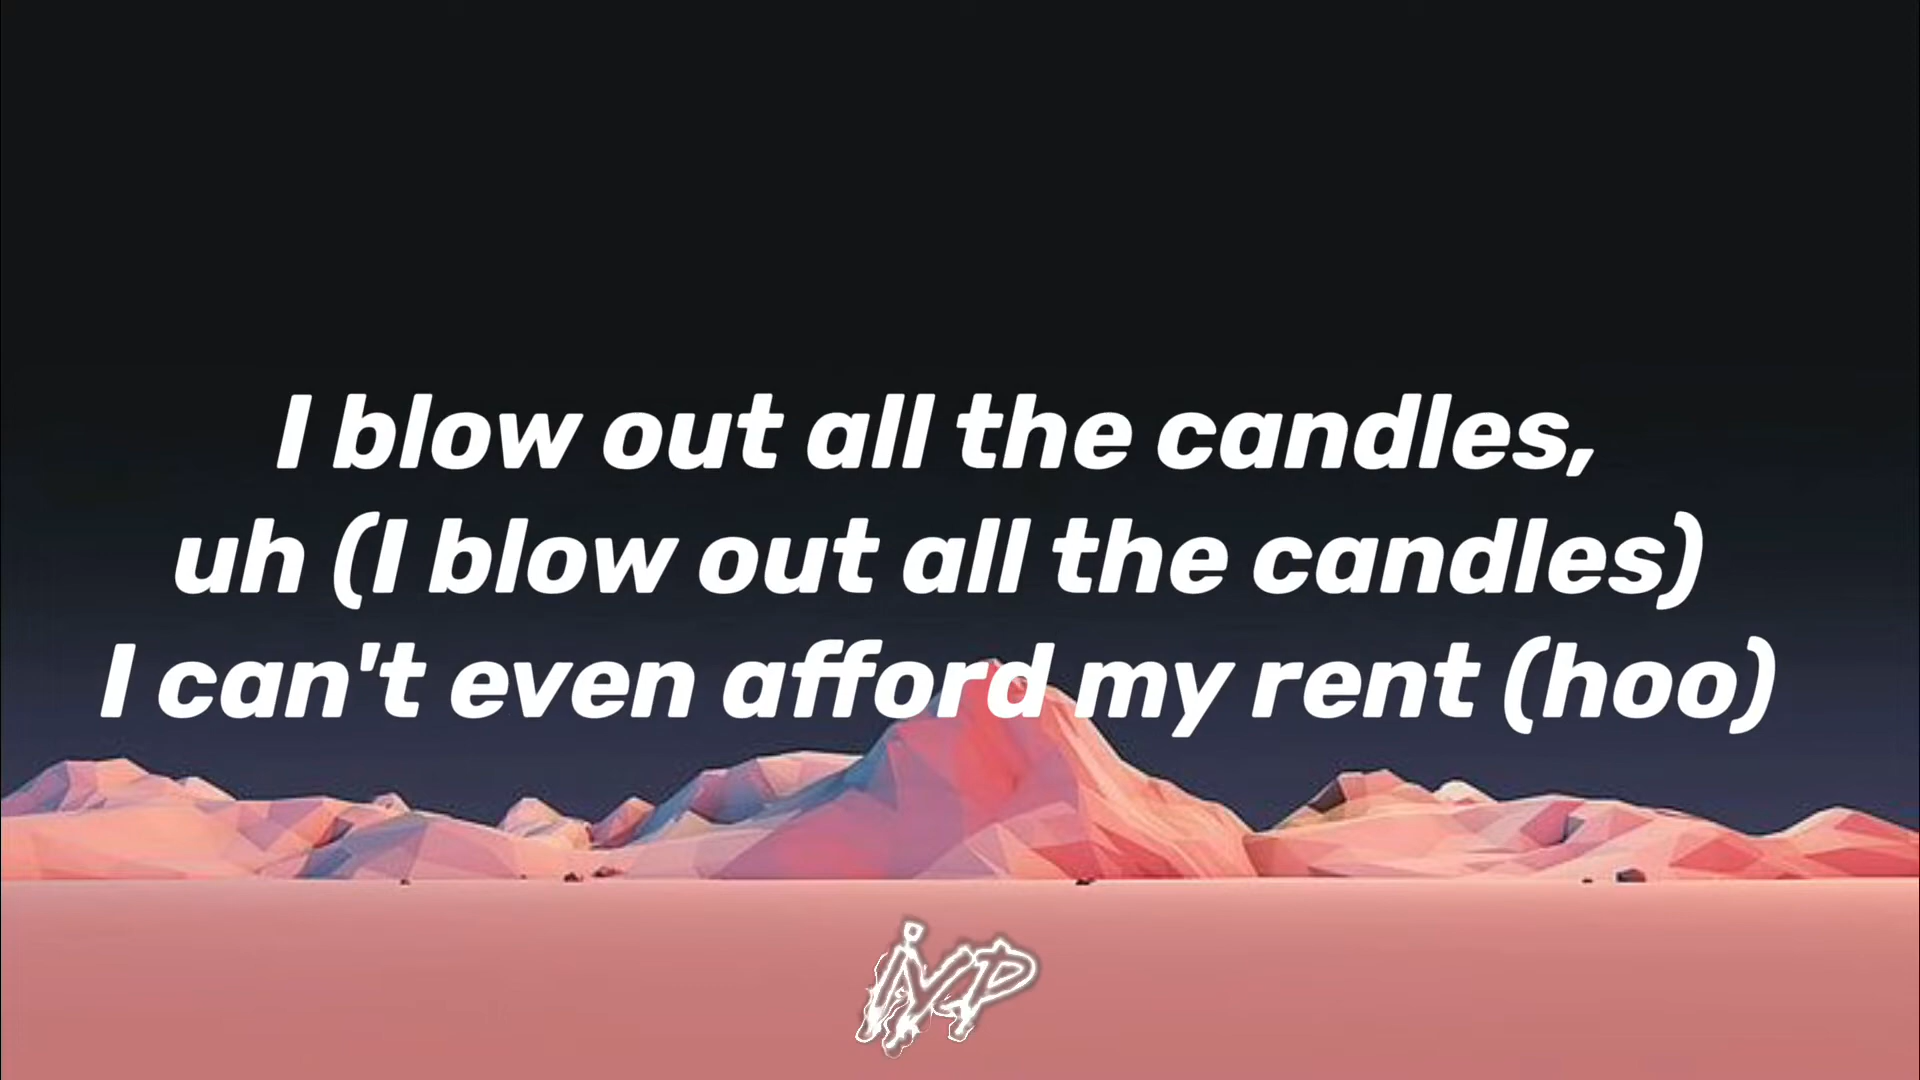 I blow out all the candles,
uh (I blow out all the candles)
I can't even afford my rent (hoo)